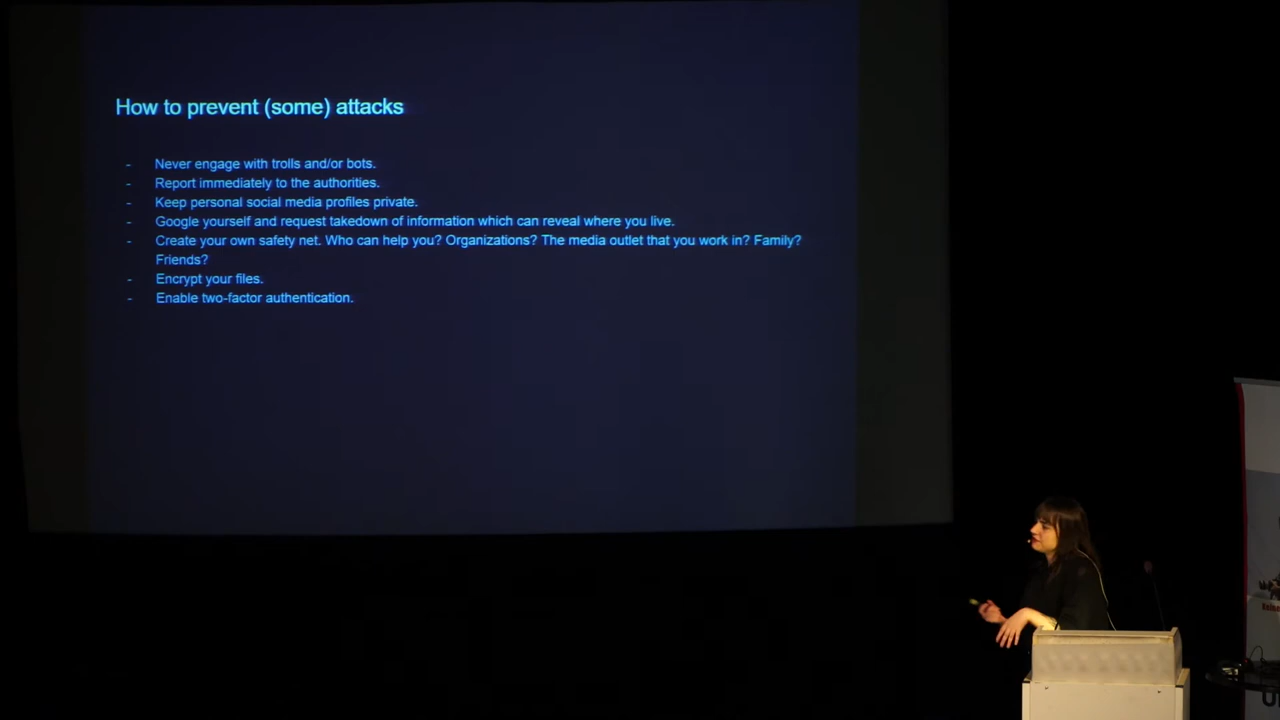 How to prevent (some) attacks
- Never engage with trolls and/or bots.
- Report immediately to the authorities.
- Keep personal social media profiles private.
- Google yourself and request takedown of information which can reveal where you live.
- Create your own safety net. Who can help you? Organizations? The media outlet that you work in? Family?
Friends?
- Encrypt your files.
- Enable two-factor authentication.